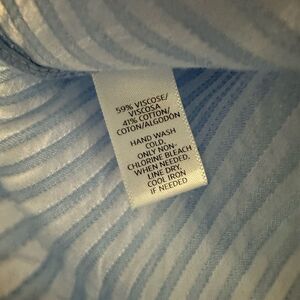 59% VISCOSE/
VISCOSA
41% COTTON/
COTON/ALGODÓN
HAND WASH
COLD.
ONLY NON-
CHLORINE BLEACH
WHEN NEEDED.
LINE DRY.
COOL IRON
IF NEEDED